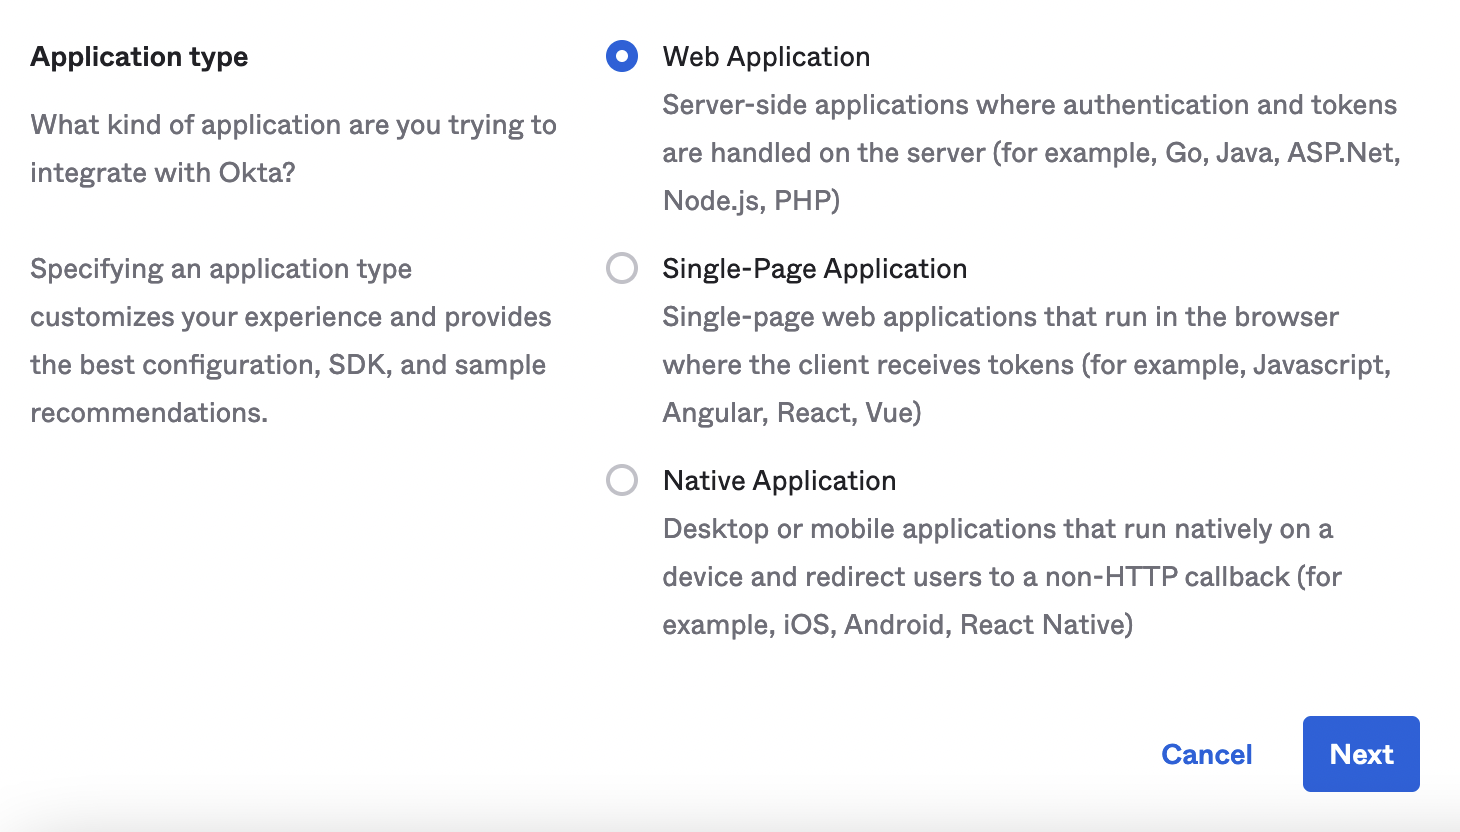 Application type
What kind of application are you trying to
integrate with Okta?
Specifying an application type
customizes your experience and provides
the best configuration, SDK, and sample
recommendations.
Web Application
Server-side applications where authentication and tokens
are handled on the server (for example, Go, Java, ASP.Net,
Node.js, PHP)
Single-Page Application
Single-page web applications that run in the browser
where the client receives tokens (for example, Javascript,
Angular, React, Vue)
Native Application
Desktop or mobile applications that run natively on a
device and redirect users to a non-HTTP callback (for
example, iOS, Android, React Native)
Cancel
Next